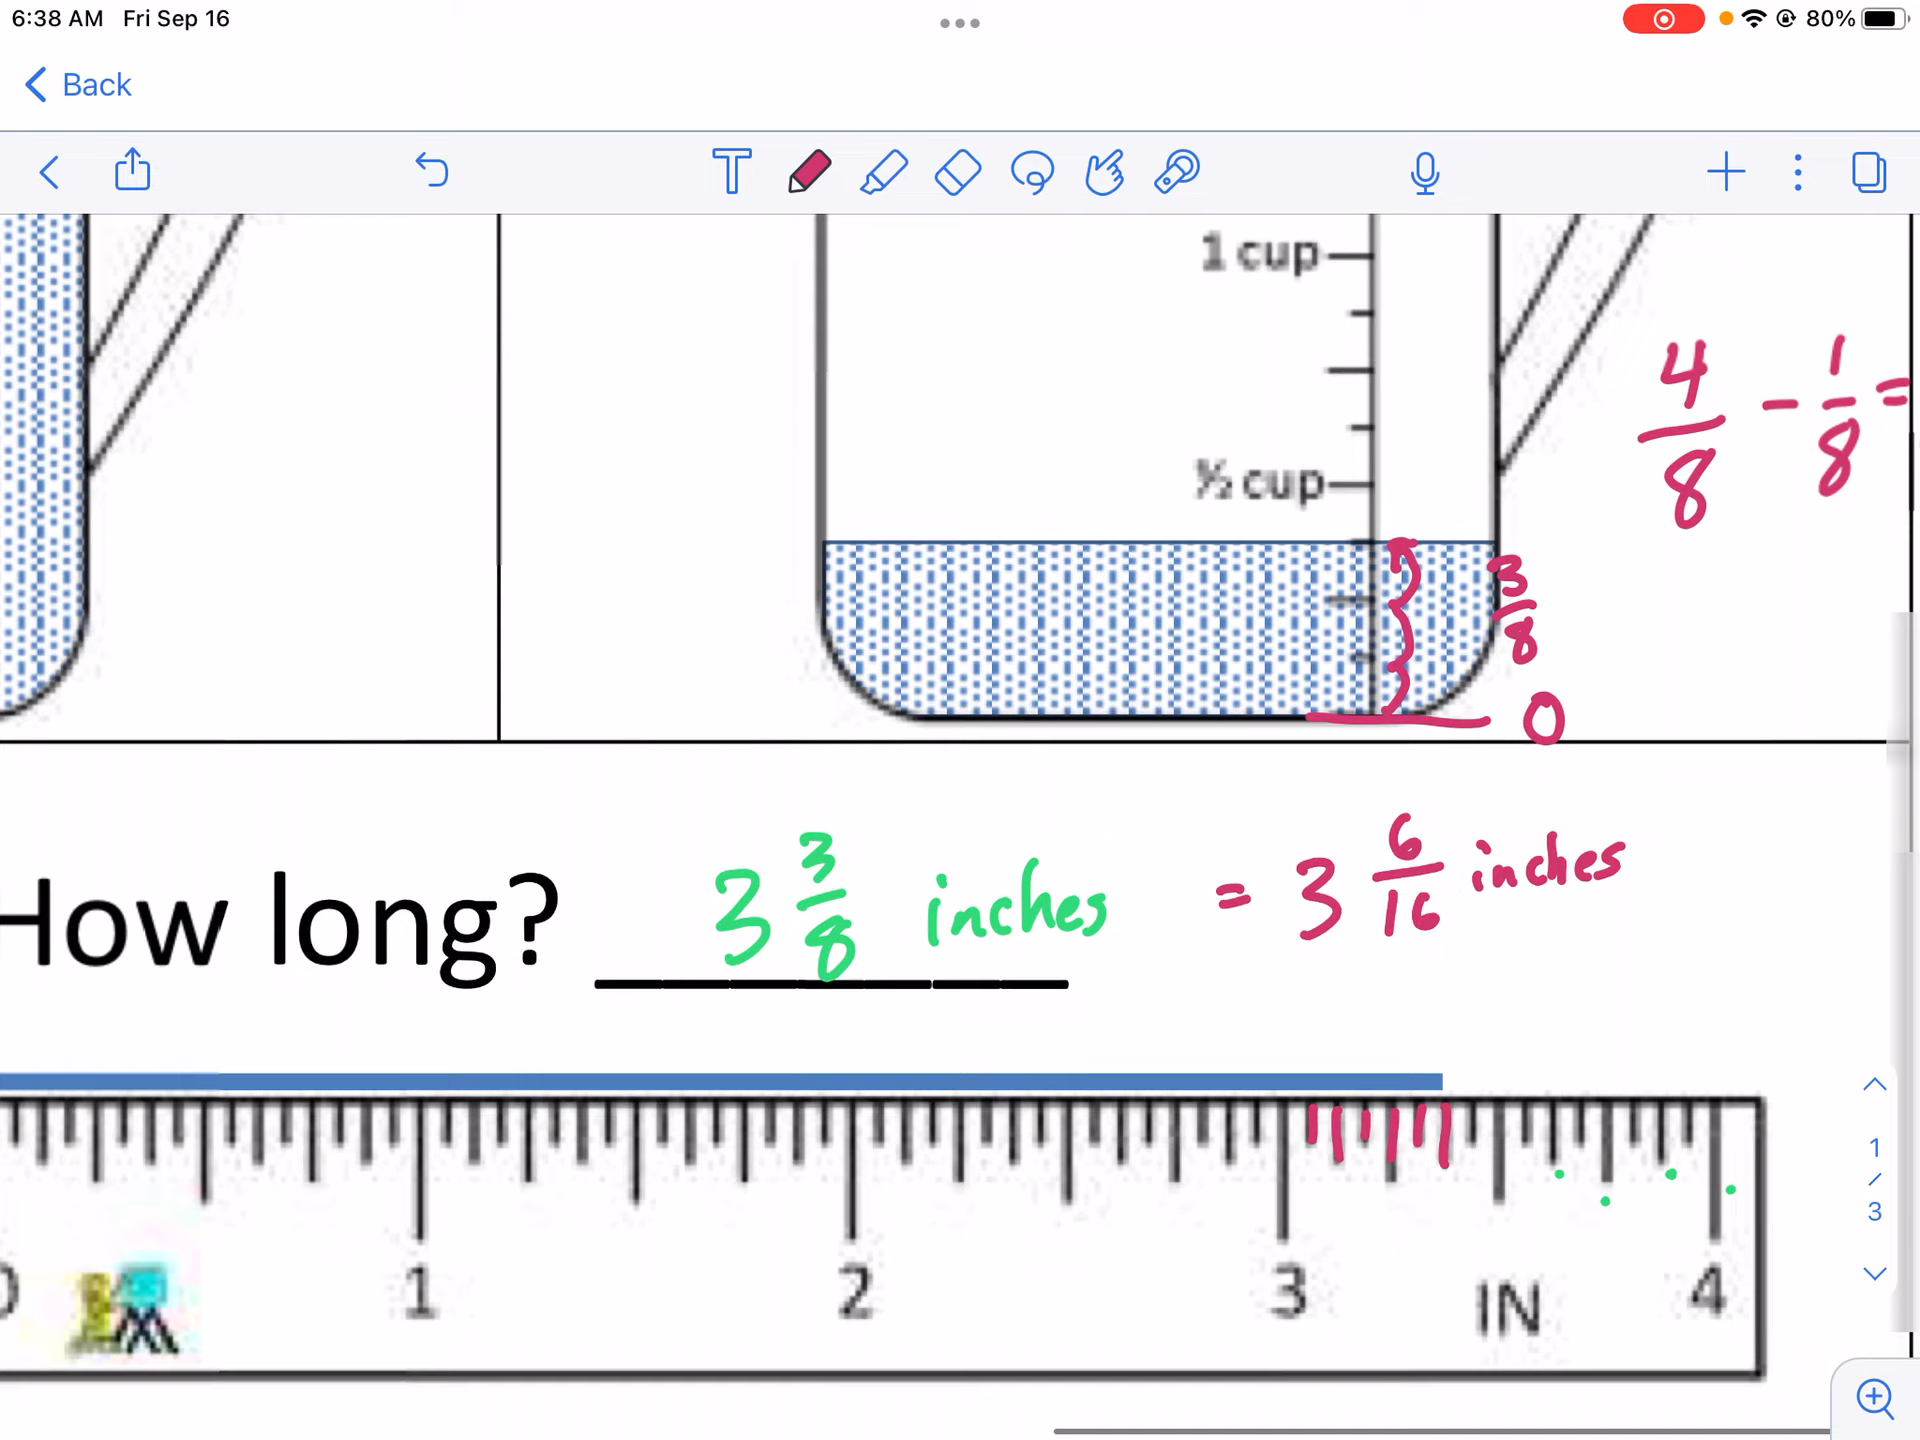 6:38 AM Fri Sep 16
80%
Back
1 cup
4/8 - 1/8 =
½ cup
3/8
0
How long? 3 3/8 inches = 3 6/16 inches
1 2 3 IN 4
1 / 3